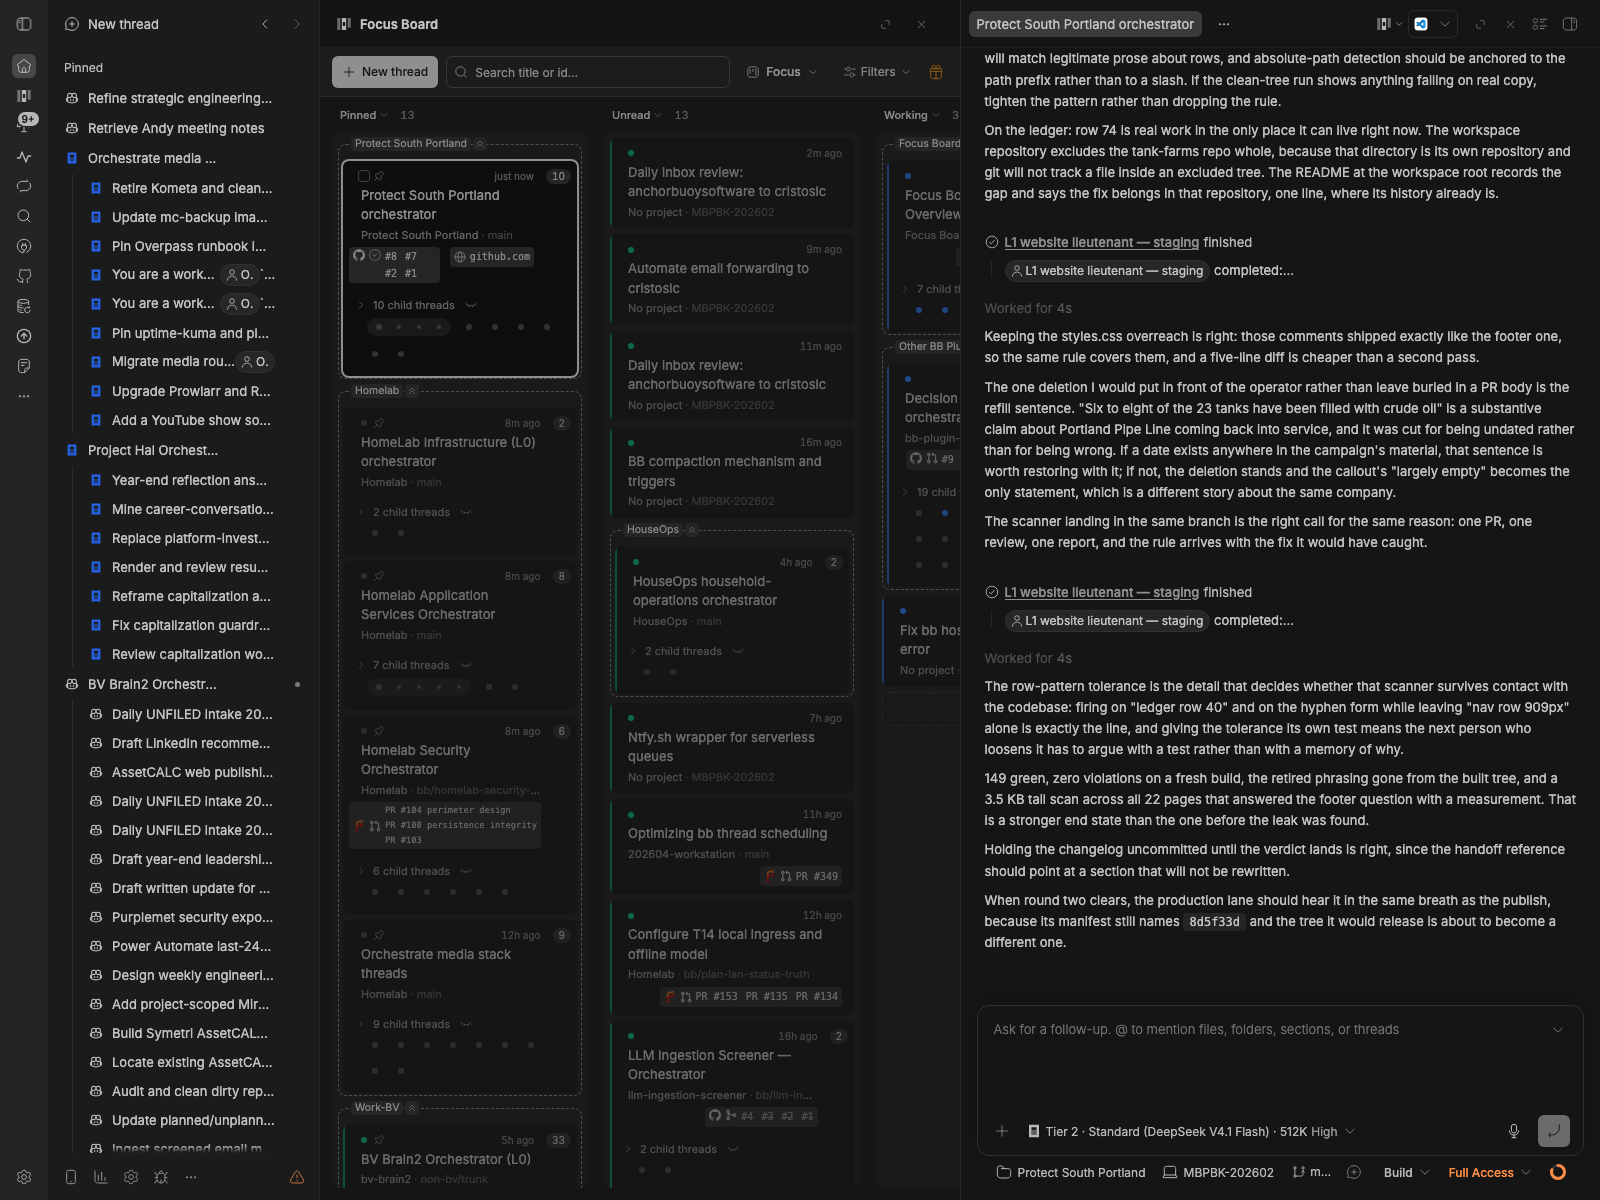 New thread
Pinned
9+
Refine strategic engineering...
Retrieve Andy meeting notes
Orchestrate media ...
Retire Kometa and clean...
Update mc-backup ima...
Pin Overpass runbook i...
You are a work... O. `...
You are a work... O. `...
Pin uptime-kuma and pl...
Migrate media rou... O.
Upgrade Prowlarr and R...
Add a YouTube show so...
Project Hal Orchest...
Year-end reflection ans...
Mine career-conversatio...
Replace platform-invest...
Render and review resu...
Reframe capitalization a...
Fix capitalization guardr...
Review capitalization wo...
BV Brain2 Orchestr...
Daily UNFILED intake 20...
Draft LinkedIn recomme...
AssetCALC web publishi...
Daily UNFILED intake 20...
Daily UNFILED intake 20...
Draft year-end leadershi...
Draft written update for ...
Purplemet security expo...
Power Automate last-24...
Design weekly engineeri...
Add project-scoped Mir...
Build Symetri AssetCAL...
Locate existing AssetCA...
Audit and clean dirty rep...
Update planned/unplann...
Ingest screened email m...
Focus Board
New thread
Search title or id...
Focus
Filters
Pinned 13
Protect South Portland
just now 10
Protect South Portland
orchestrator
Protect South Portland · main
#8 #7
#2 #1
github.com
10 child threads
Homelab
8m ago 2
HomeLab Infrastructure (L0)
orchestrator
Homelab · main
2 child threads
8m ago 8
Homelab Application
Services Orchestrator
Homelab · main
7 child threads
8m ago 6
Homelab Security
Orchestrator
Homelab · bb/homelab-security-...
PR #104 perimeter design
PR #100 persistence integrity
PR #103
6 child threads
12h ago 9
Orchestrate media stack
threads
Homelab · main
9 child threads
Work-BV
5h ago 33
BV Brain2 Orchestrator (L0)
bv-brain2 · non-bv/trunk
Unread 13
2m ago
Daily inbox review:
anchorbuoysoftware to cristosic
No project · MBPBK-202602
9m ago
Automate email forwarding to
cristosic
No project · MBPBK-202602
11m ago
Daily inbox review:
anchorbuoysoftware to cristosic
No project · MBPBK-202602
16m ago
BB compaction mechanism and
triggers
No project · MBPBK-202602
HouseOps
4h ago 2
HouseOps household-
operations orchestrator
HouseOps · main
2 child threads
7h ago
Ntfy.sh wrapper for serverless
queues
No project · MBPBK-202602
11h ago
Optimizing bb thread scheduling
202604-workstation · main
PR #349
12h ago
Configure T14 local ingress and
offline model
Homelab · bb/plan-lan-status-truth
PR #153 PR #135 PR #134
16h ago 2
LLM Ingestion Screener —
Orchestrator
llm-ingestion-screener · bb/llm-in...
#4 #3 #2 #1
2 child threads
Working 3
Focus Board
Focus Bo
Overview
Focus Boa
7 child t
Other BB Plu
Decision
orchestra
bb-plugin-
#9
19 child
Fix bb hos
error
No project ·
Protect South Portland orchestrator
will match legitimate prose about rows, and absolute-path detection should be anchored to the
path prefix rather than to a slash. If the clean-tree run shows anything failing on real copy,
tighten the pattern rather than dropping the rule.
On the ledger: row 74 is real work in the only place it can live right now. The workspace
repository excludes the tank-farms repo whole, because that directory is its own repository and
git will not track a file inside an excluded tree. The README at the workspace root records the
gap and says the fix belongs in that repository, one line, where its history already is.
L1 website lieutenant — staging finished
L1 website lieutenant — staging completed:...
Worked for 4s
Keeping the styles.css overreach is right: those comments shipped exactly like the footer one,
so the same rule covers them, and a five-line diff is cheaper than a second pass.
The one deletion I would put in front of the operator rather than leave buried in a PR body is the
refill sentence. "Six to eight of the 23 tanks have been filled with crude oil" is a substantive
claim about Portland Pipe Line coming back into service, and it was cut for being undated rather
than for being wrong. If a date exists anywhere in the campaign's material, that sentence is
worth restoring with it; if not, the deletion stands and the callout's "largely empty" becomes the
only statement, which is a different story about the same company.
The scanner landing in the same branch is the right call for the same reason: one PR, one
review, one report, and the rule arrives with the fix it would have caught.
L1 website lieutenant — staging finished
L1 website lieutenant — staging completed:...
Worked for 4s
The row-pattern tolerance is the detail that decides whether that scanner survives contact with
the codebase: firing on "ledger row 40" and on the hyphen form while leaving "nav row 909px"
alone is exactly the line, and giving the tolerance its own test means the next person who
loosens it has to argue with a test rather than with a memory of why.
149 green, zero violations on a fresh build, the retired phrasing gone from the built tree, and a
3.5 KB tail scan across all 22 pages that answered the footer question with a measurement. That
is a stronger end state than the one before the leak was found.
Holding the changelog uncommitted until the verdict lands is right, since the handoff reference
should point at a section that will not be rewritten.
When round two clears, the production lane should hear it in the same breath as the publish,
because its manifest still names 8d5f33d and the tree it would release is about to become a
different one.
Ask for a follow-up. @ to mention files, folders, sections, or threads
Tier 2 · Standard (DeepSeek V4.1 Flash) · 512K High
Protect South Portland
MBPBK-202602
m...
Build
Full Access